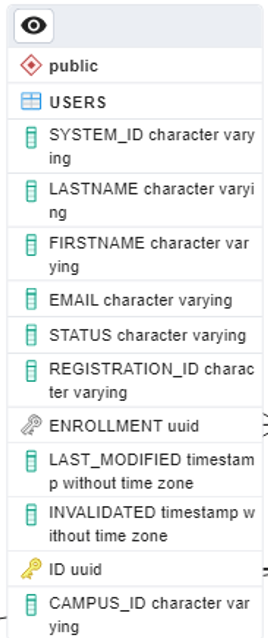 public
USERS
SYSTEM_ID character vary
ing
LASTNAME character varyi
ng
FIRSTNAME character var
ying
EMAIL character varying
STATUS character varying
REGISTRATION_ID charac
ter varying
ENROLLMENT uuid
LAST_MODIFIED timestam
p without time zone
INVALIDATED timestamp w
ithout time zone
ID uuid
CAMPUS_ID character var
ying